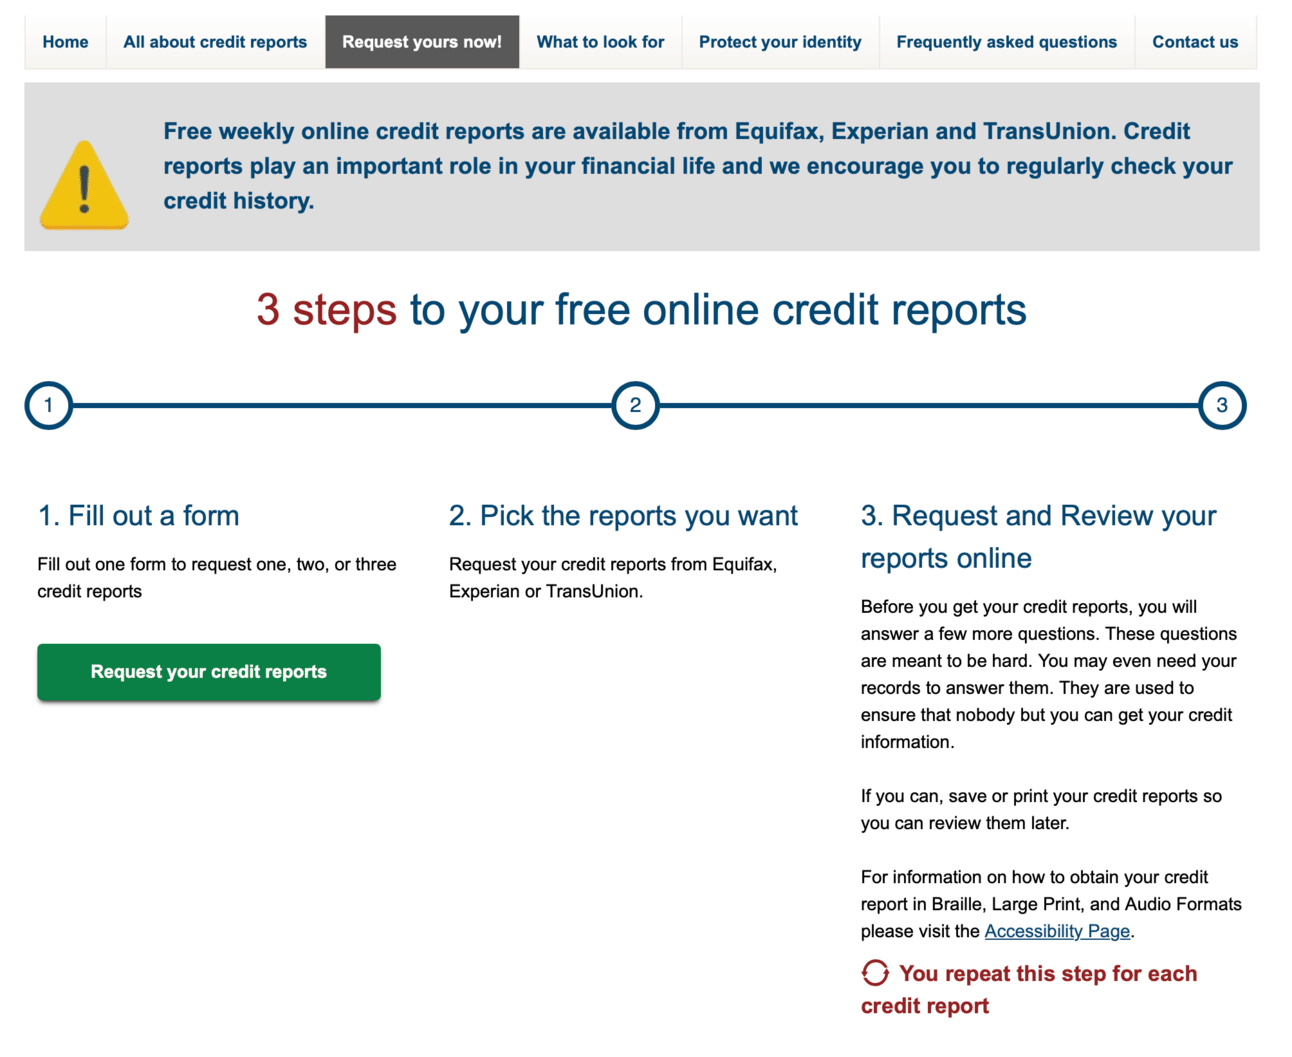 Home
All about credit reports
Request yours now!
What to look for
Protect your identity
Frequently asked questions
Contact us
Free weekly online credit reports are available from Equifax, Experian and TransUnion. Credit
reports play an important role in your financial life and we encourage you to regularly check your
credit history.
3 steps to your free online credit reports
1
2
3
1. Fill out a form
Fill out one form to request one, two, or three
credit reports
Request your credit reports
2. Pick the reports you want
Request your credit reports from Equifax,
Experian or TransUnion.
3. Request and Review your
reports online
Before you get your credit reports, you will
answer a few more questions. These questions
are meant to be hard. You may even need your
records to answer them. They are used to
ensure that nobody but you can get your credit
information.
If you can, save or print your credit reports so
you can review them later.
For information on how to obtain your credit
report in Braille, Large Print, and Audio Formats
please visit the Accessibility Page.
You repeat this step for each
credit report